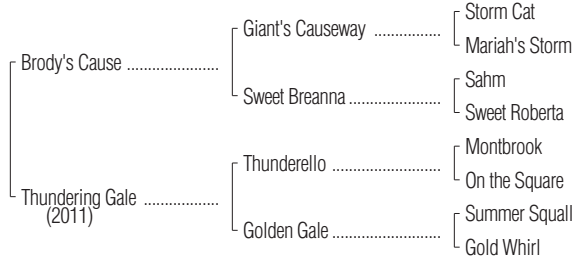 Storm Cat
Giant's Causeway ................
Mariah's Storm
Brody's Cause .......................
Sahm
Sweet Breanna .......................
Sweet Roberta
Montbrook
Thunderello ...........................
On the Square
Thundering Gale ...................
(2011)
Summer Squall
Golden Gale ...........................
Gold Whirl